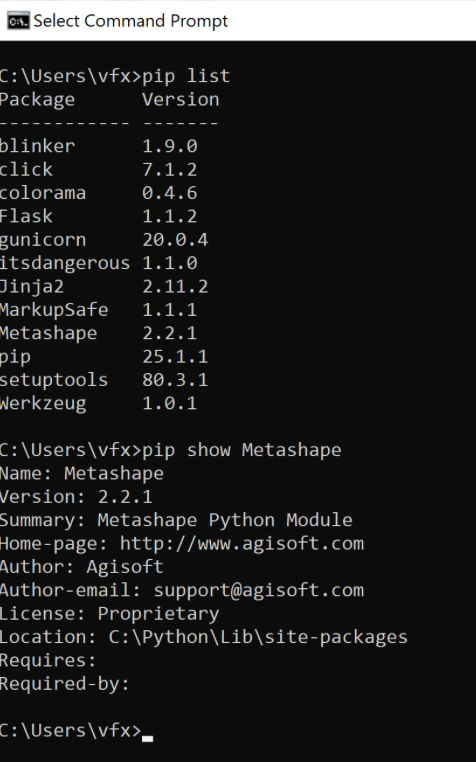 Select Command Prompt
C:\Users\vfx>pip list
Package      Version
------------ -------
blinker      1.9.0
click        7.1.2
colorama     0.4.6
Flask        1.1.2
gunicorn     20.0.4
itsdangerous 1.1.0
Jinja2       2.11.2
MarkupSafe   1.1.1
Metashape    2.2.1
pip          25.1.1
setuptools   80.3.1
Werkzeug     1.0.1
C:\Users\vfx>pip show Metashape
Name: Metashape
Version: 2.2.1
Summary: Metashape Python Module
Home-page: http://www.agisoft.com
Author: Agisoft
Author-email: support@agisoft.com
License: Proprietary
Location: C:\Python\Lib\site-packages
Requires:
Required-by:
C:\Users\vfx>